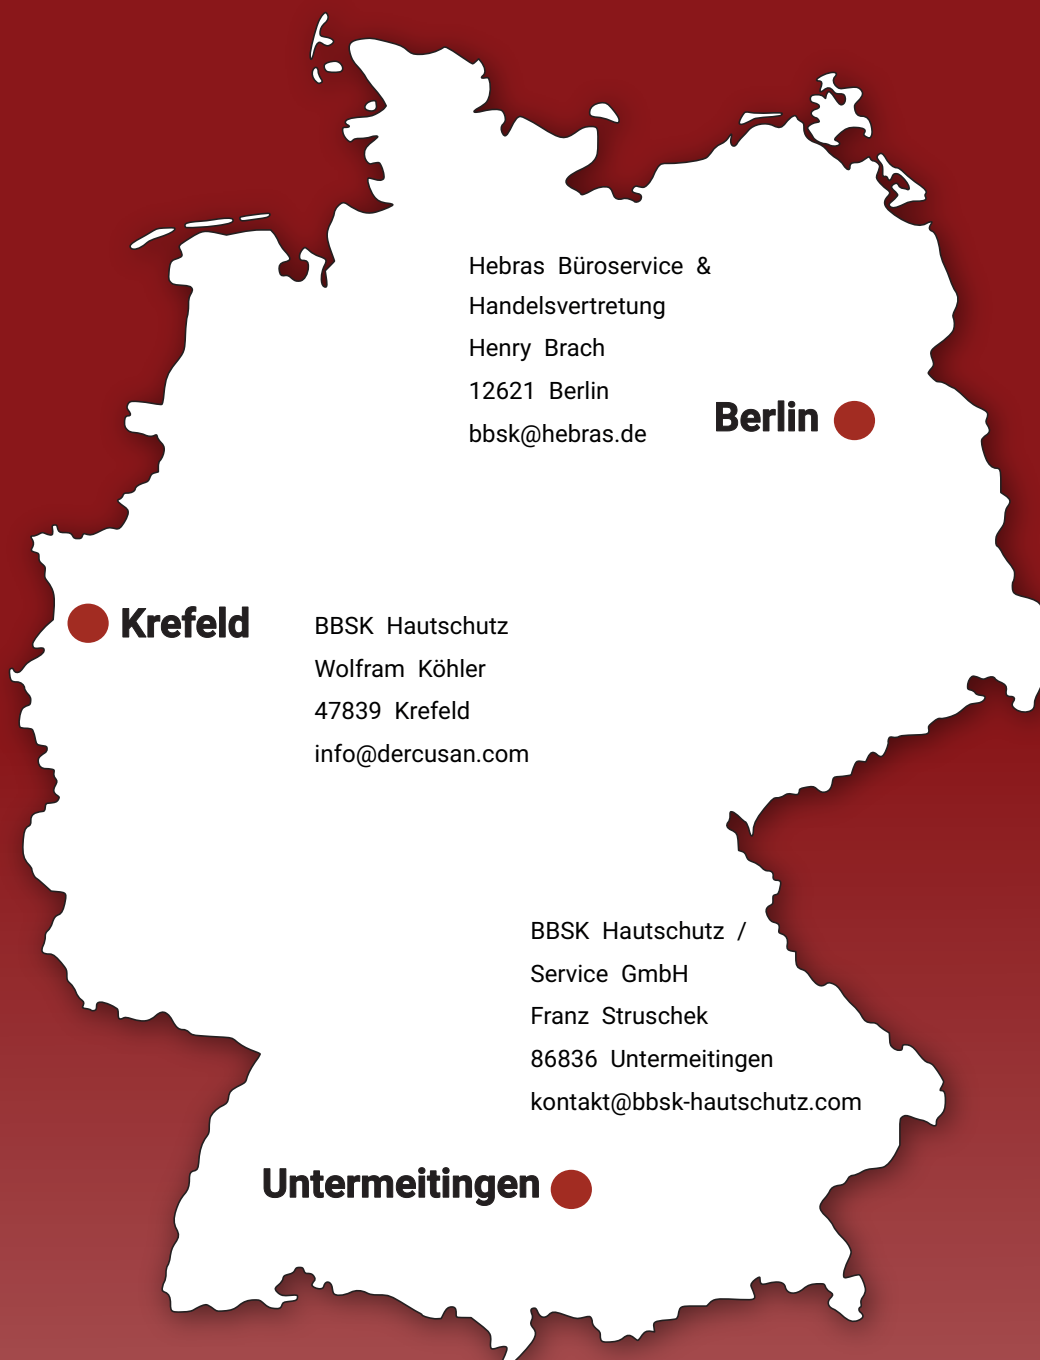 Hebras Büroservice &
Handelsvertretung
Henry Brach
12621 Berlin
bbsk@hebras.de
Berlin
Krefeld
BBSK Hautschutz
Wolfram Köhler
47839 Krefeld
info@dercusan.com
BBSK Hautschutz /
Service GmbH
Franz Struschek
86836 Untermeitingen
kontakt@bbsk-hautschutz.com
Untermeitingen